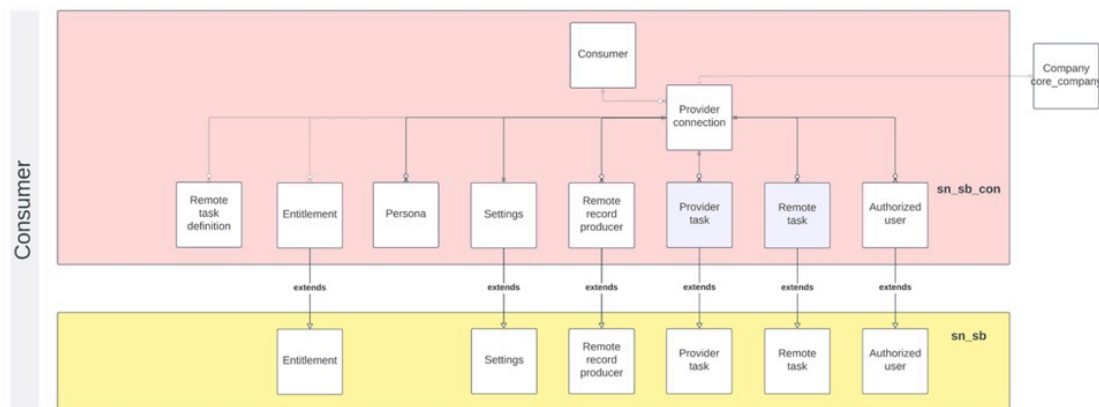 Consumer
Consumer
Company
core_company
Provider
connection
sn_sb_con
Remote
task
definition
Entitlement
Persona
Settings
Remote
record
producer
Provider
task
Remote
task
Authorized
user
extends
extends
extends
extends
extends
extends
sn_sb
Entitlement
Settings
Remote
record
producer
Provider
task
Remote
task
Authorized
user